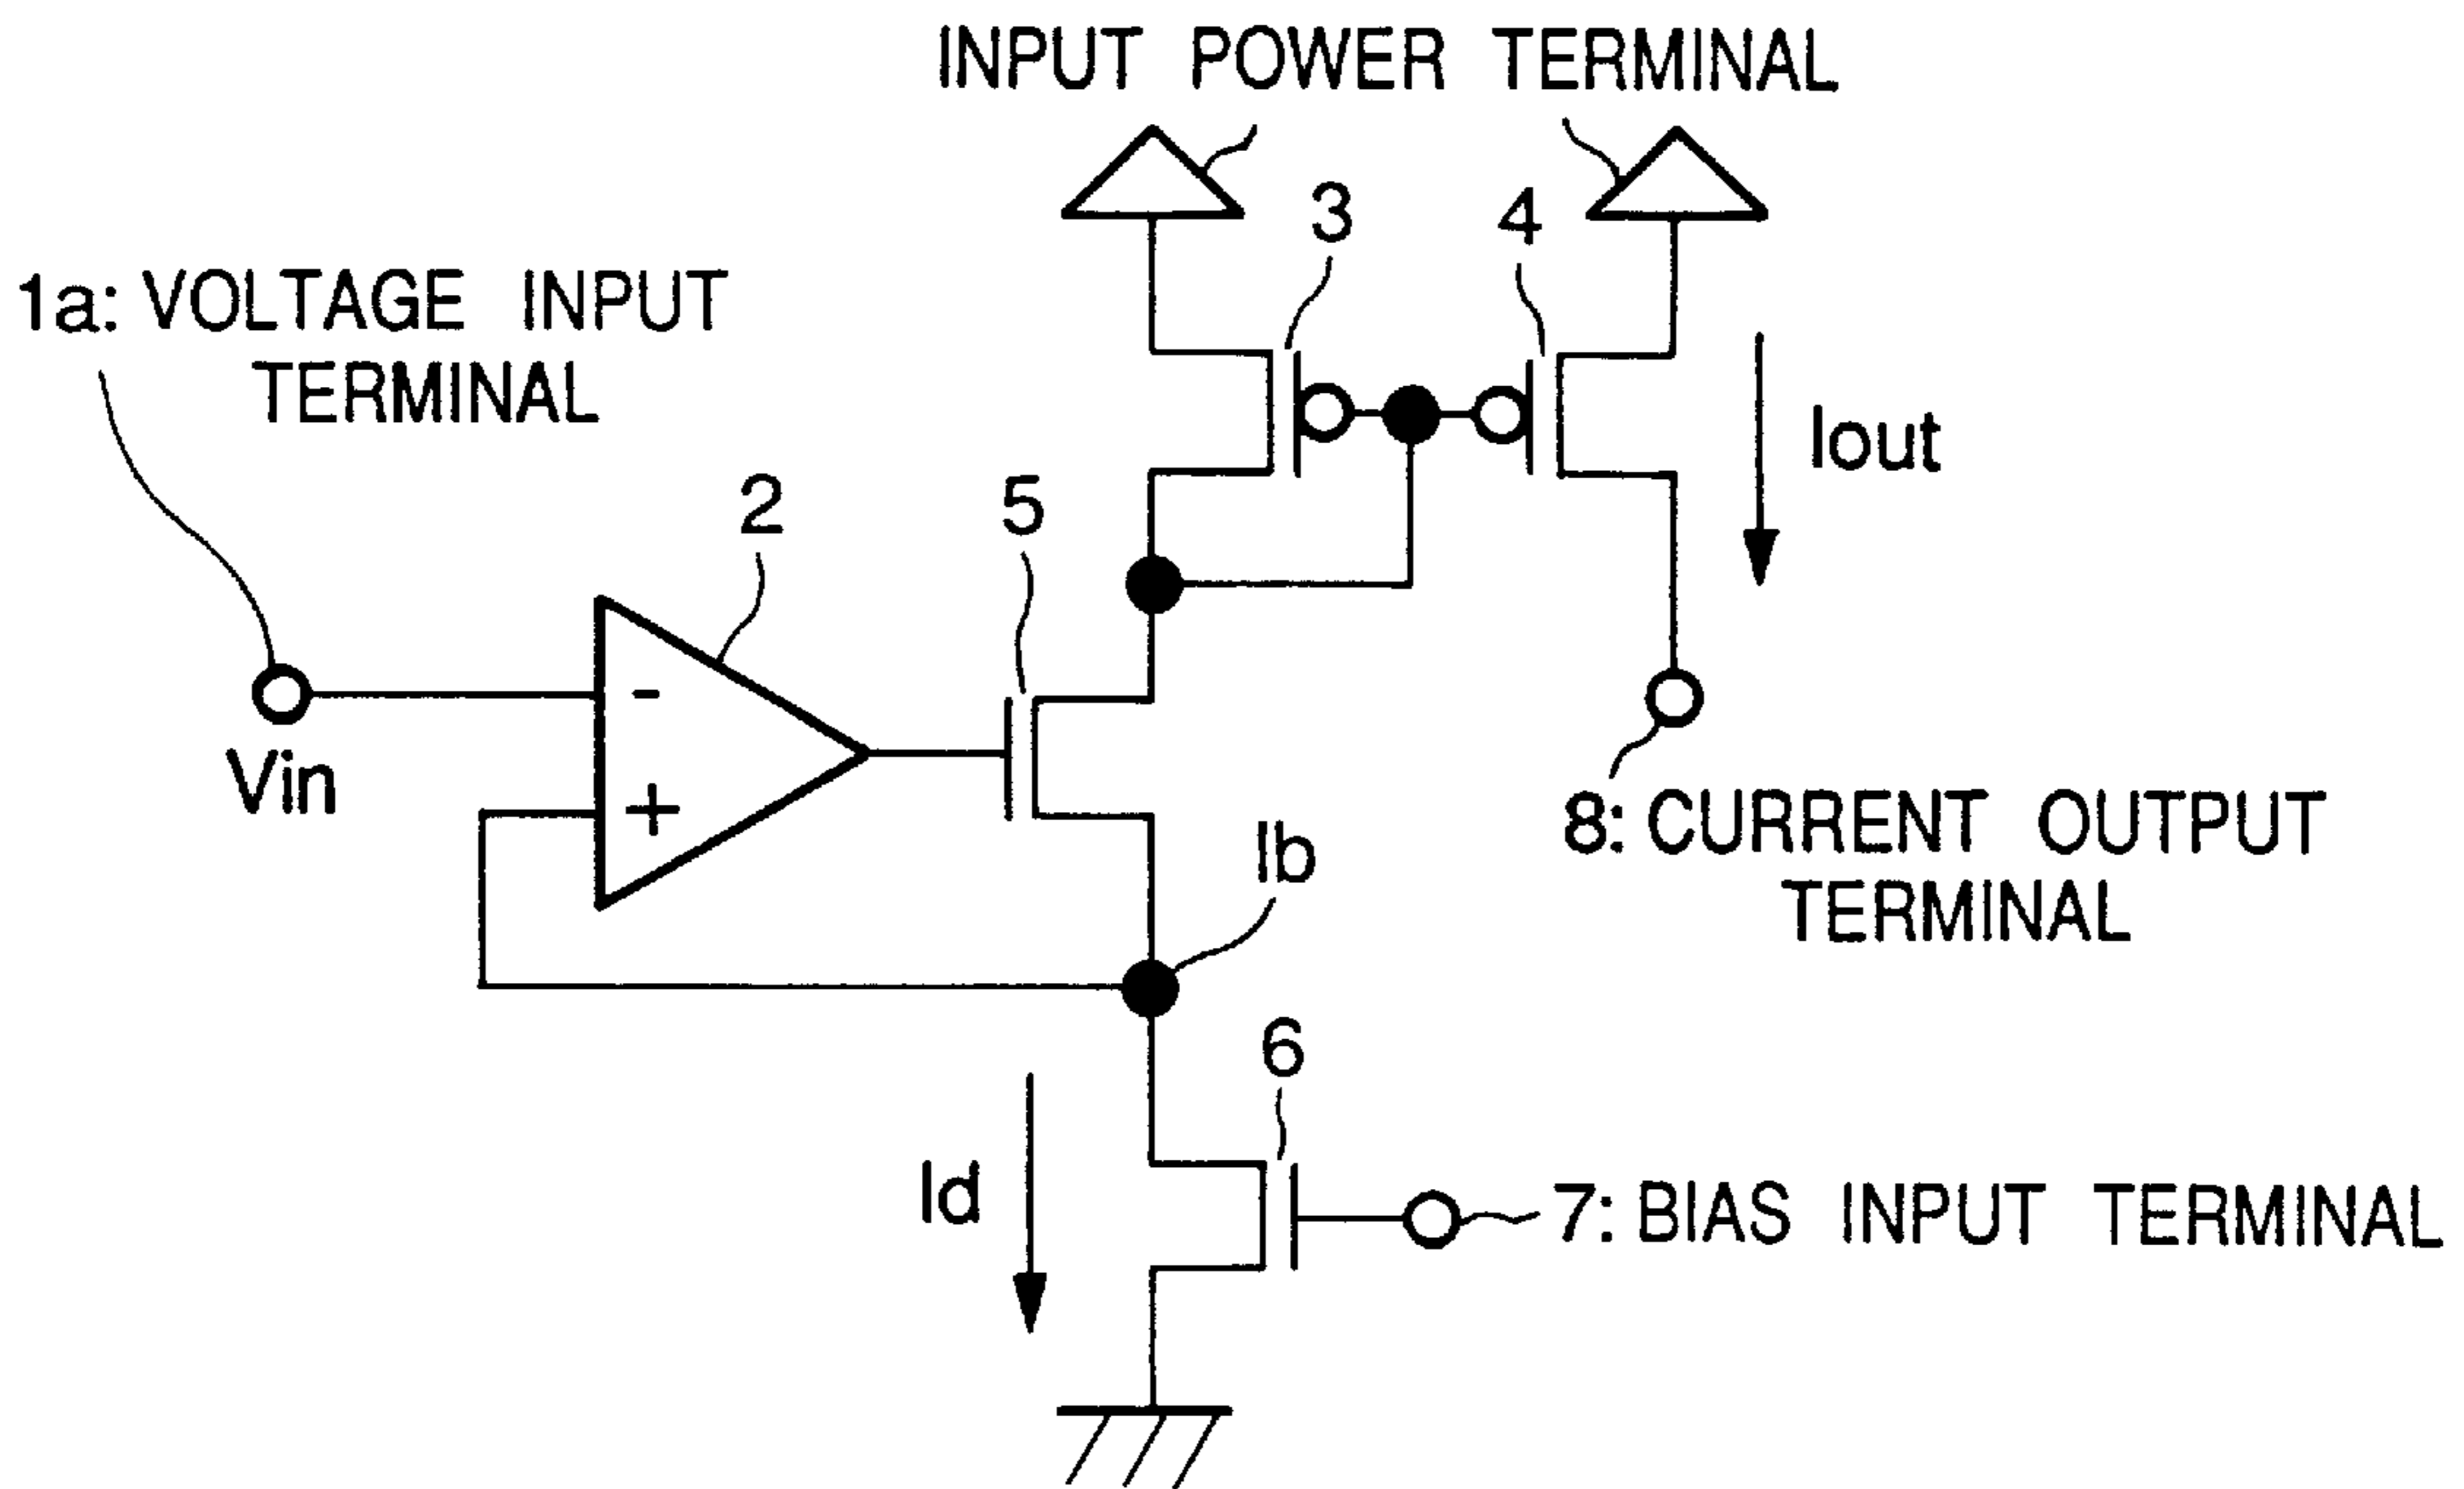 INPUT POWER TERMINAL
3
4
1a: VOLTAGE INPUT
TERMINAL
Iout
2
5
-
Vin
+
8: CURRENT OUTPUT
TERMINAL
Ib
6
Id
7: BIAS INPUT TERMINAL